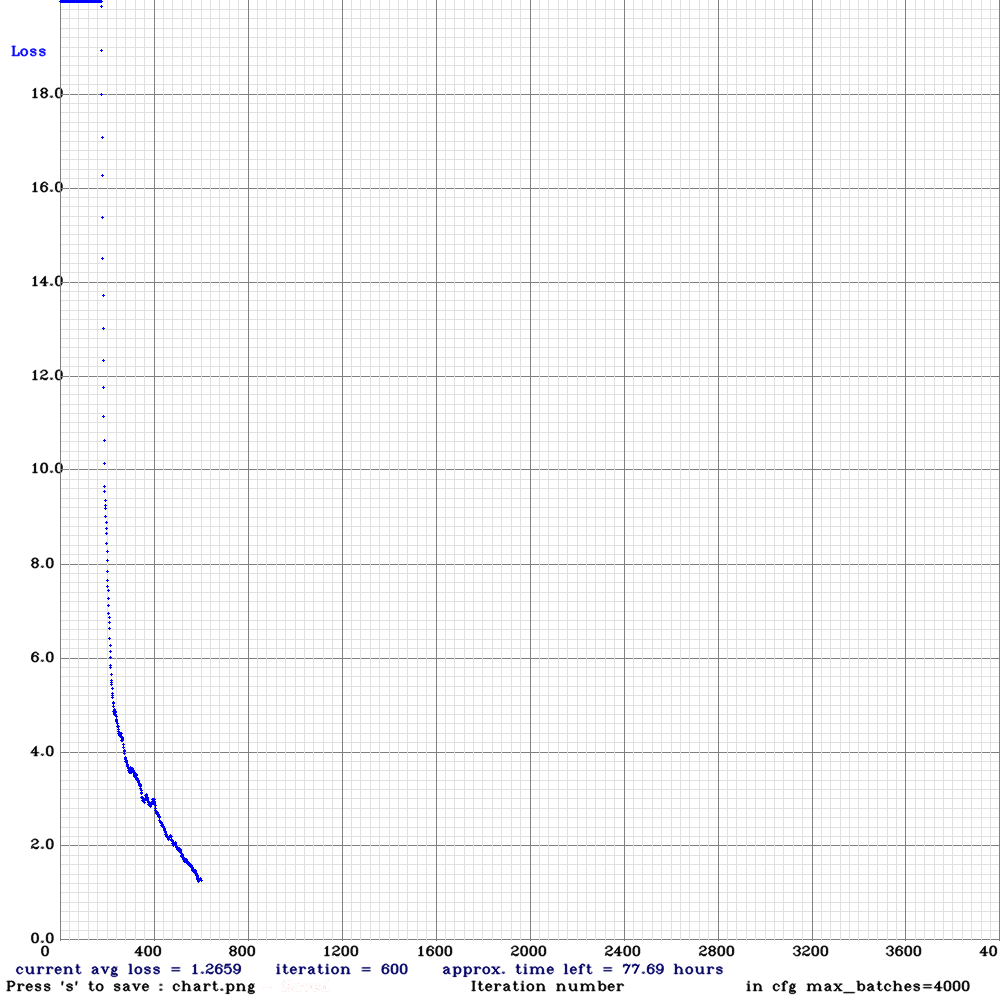 Loss
18.0
16.0
14.0
12.0
10.0
8.0
6.0
4.0
2.0
0.0
0 400 800 1200 1600 2000 2400 2800 3200 3600 40
current avg loss = 1.2659 iteration = 600 approx. time left = 77.69 hours
Press 's' to save : chart.png Iteration number in cfg max_batches=4000